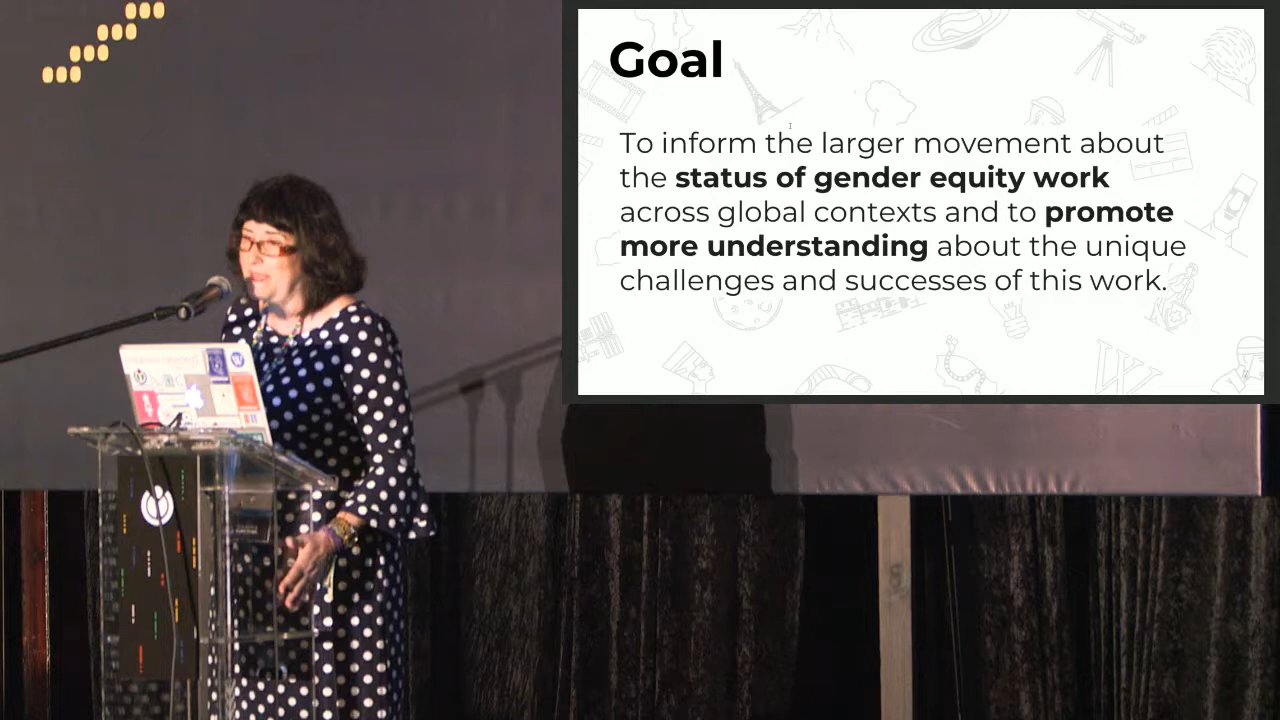 Goal
To inform the larger movement about
the status of gender equity work
across global contexts and to promote
more understanding about the unique
challenges and successes of this work.
W
W